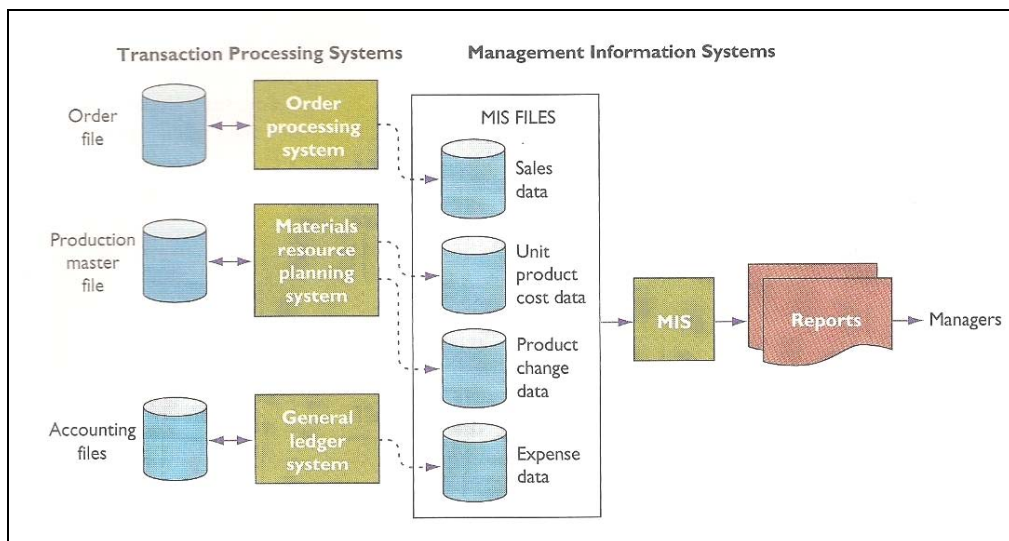 Transaction Processing Systems
Management Information Systems
Order
file
Order
processing
system
MIS FILES
Sales
data
Production
master
file
Materials
resource
planning
system
Unit
product
cost data
MIS
Reports
Managers
Product
change
data
Accounting
files
General
ledger
system
Expense
data